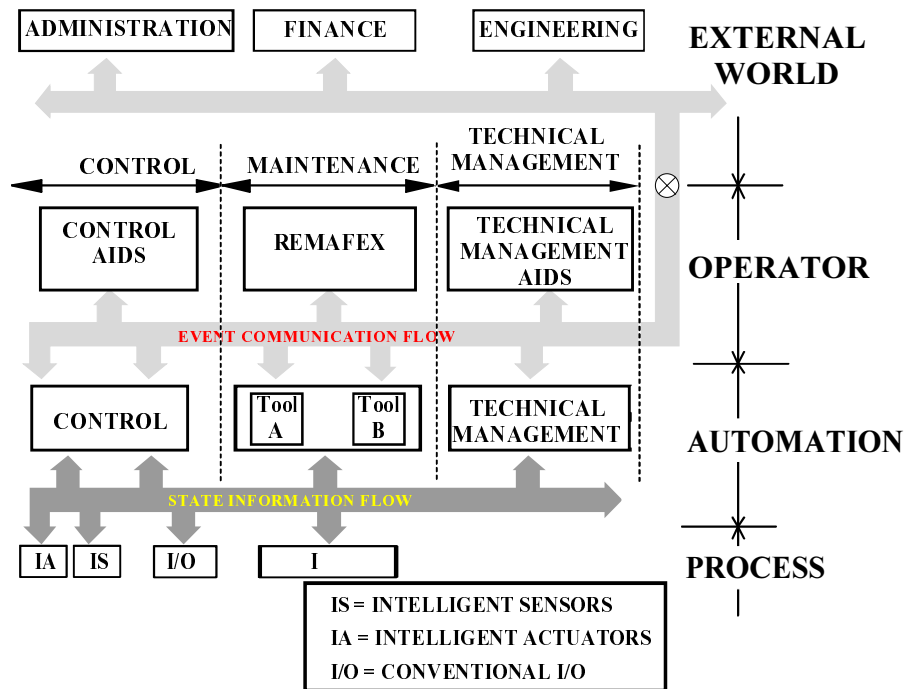 ADMINISTRATION
FINANCE
ENGINEERING
EXTERNAL
WORLD
CONTROL
MAINTENANCE
TECHNICAL
MANAGEMENT
CONTROL
AIDS
REMAFEX
TECHNICAL
MANAGEMENT
AIDS
OPERATOR
EVENT COMMUNICATION FLOW
CONTROL
Tool
A
Tool
B
TECHNICAL
MANAGEMENT
AUTOMATION
STATE INFORMATION FLOW
IA
IS
I/O
I
PROCESS
IS = INTELLIGENT SENSORS
IA = INTELLIGENT ACTUATORS
I/O = CONVENTIONAL I/O